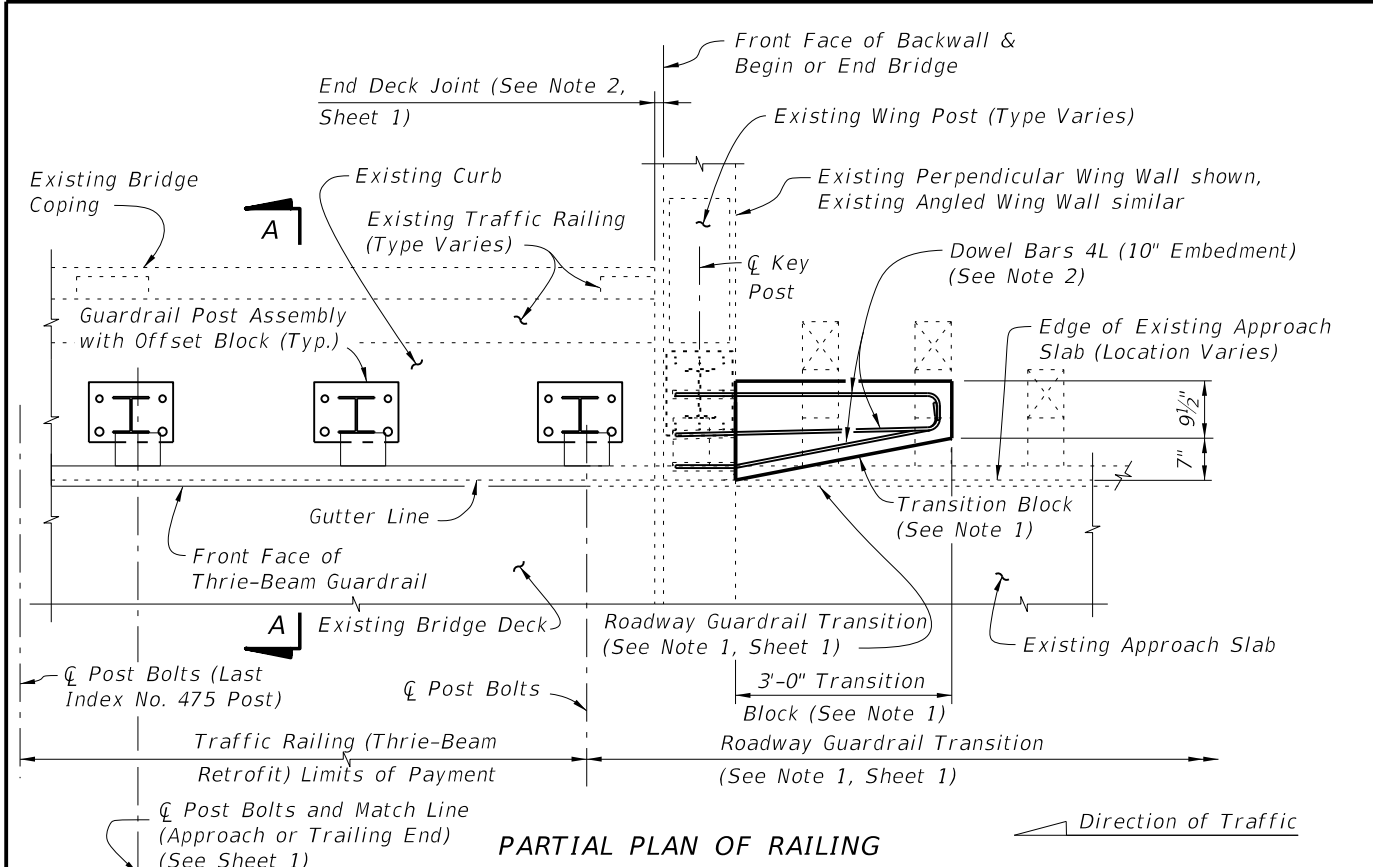 Front Face of Backwall &
Begin or End Bridge
End Deck Joint (See Note 2,
Sheet 1)
Existing Wing Post (Type Varies)
Existing Bridge
Coping
Existing Curb
Existing Perpendicular Wing Wall shown,
Existing Angled Wing Wall similar
A
Existing Traffic Railing
(Type Varies)
Dowel Bars 4L (10" Embedment)
(See Note 2)
℄ Key
Post
Guardrail Post Assembly
with Offset Block (Typ.)
Edge of Existing Approach
Slab (Location Varies)
9½"
7"
Gutter Line
Transition Block
(See Note 1)
Front Face of
Thrie-Beam Guardrail
A
Existing Bridge Deck
Roadway Guardrail Transition
(See Note 1, Sheet 1)
Existing Approach Slab
℄ Post Bolts (Last
Index No. 475 Post)
℄ Post Bolts
3'-0" Transition
Block (See Note 1)
Traffic Railing (Thrie-Beam
Retrofit) Limits of Payment
Roadway Guardrail Transition
(See Note 1, Sheet 1)
℄ Post Bolts and Match Line
(Approach or Trailing End)
(See Sheet 1)
PARTIAL PLAN OF RAILING
Direction of Traffic